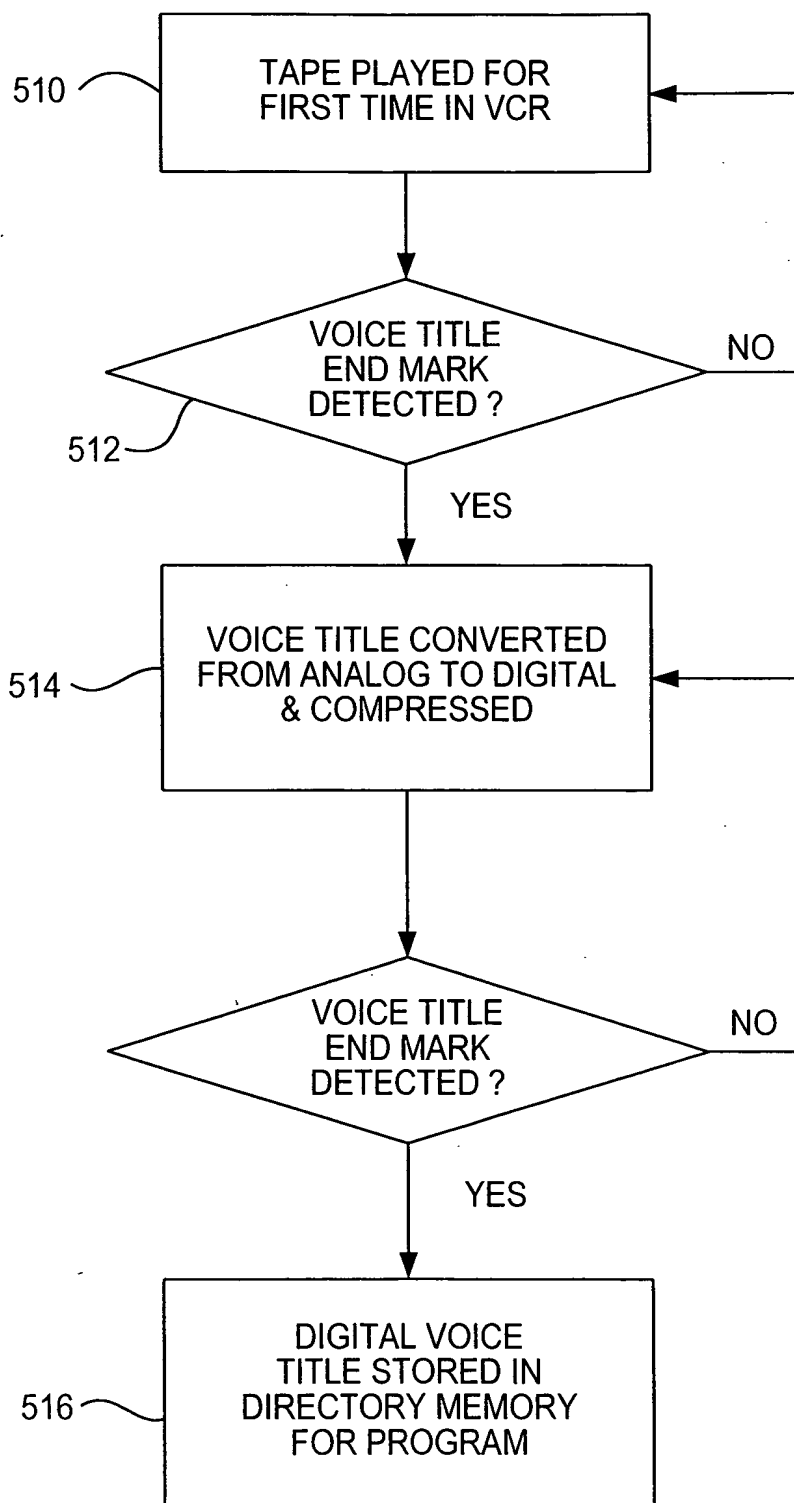 510
TAPE PLAYED FOR
FIRST TIME IN VCR
VOICE TITLE
END MARK
DETECTED ?
NO
512
YES
514
VOICE TITLE CONVERTED
FROM ANALOG TO DIGITAL
& COMPRESSED
VOICE TITLE
END MARK
DETECTED ?
NO
YES
516
DIGITAL VOICE
TITLE STORED IN
DIRECTORY MEMORY
FOR PROGRAM